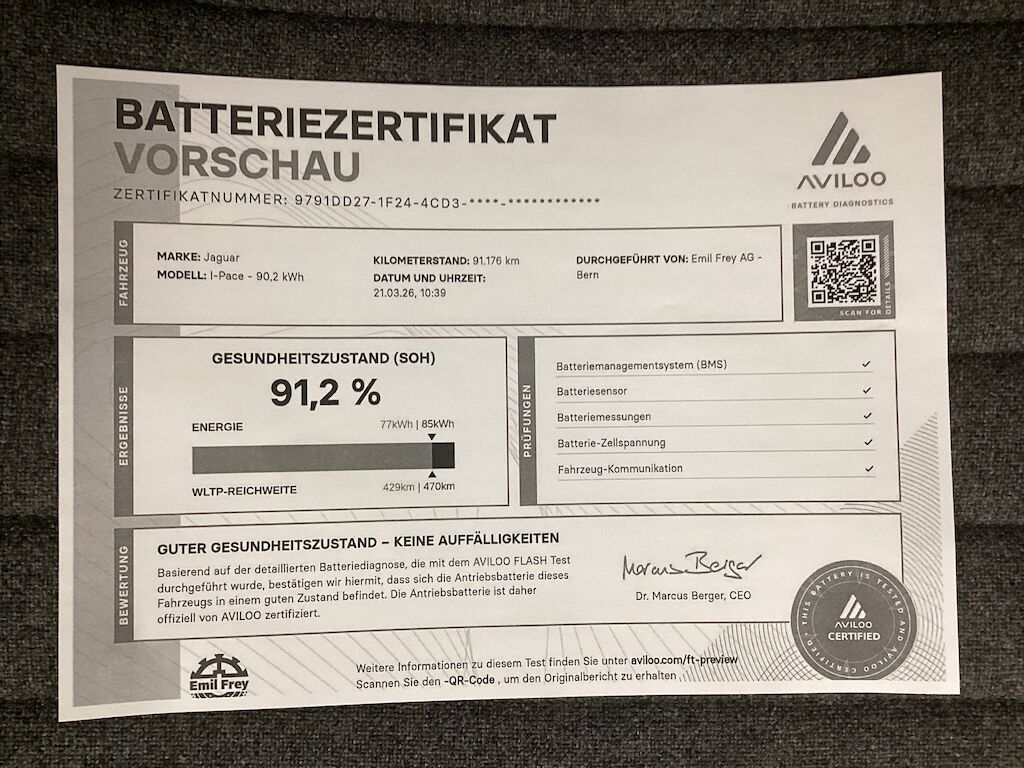 BATTERIEZERTIFIKAT
VORSCHAU
ZERTIFIKATNUMMER: 9791DD27-1F24-4CD3-****-************
AVILOO
BATTERY DIAGNOSTICS
FAHRZEUG
MARKE: Jaguar
MODELL: I-Pace - 90,2 kWh
KILOMETERSTAND: 91.176 km
DATUM UND UHRZEIT:
21.03.26, 10:39
DURCHGEFÜHRT VON: Emil Frey AG -
Bern
SCAN FOR DETAILS
ERGEBNISSE
GESUNDHEITSZUSTAND (SOH)
91,2 %
ENERGIE
77kWh | 85kWh
WLTP-REICHWEITE
429km | 470km
PRÜFUNGEN
Batteriemanagementsystem (BMS)
Batteriesensor
Batteriemessungen
Batterie-Zellspannung
Fahrzeug-Kommunikation
BEWERTUNG
GUTER GESUNDHEITSZUSTAND – KEINE AUFFÄLLIGKEITEN
Basierend auf der detaillierten Batteriediagnose, die mit dem AVILOO FLASH Test
durchgeführt wurde, bestätigen wir hiermit, dass sich die Antriebsbatterie dieses
Fahrzeugs in einem guten Zustand befindet. Die Antriebsbatterie ist daher
offiziell von AVILOO zertifiziert.
Marcus Berger
Dr. Marcus Berger, CEO
THIS BATTERY IS TESTED AND AVILOO CERTIFIED
AVILOO
CERTIFIED
Emil Frey
Weitere Informationen zu diesem Test finden Sie unter aviloo.com/ft-preview
Scannen Sie den -QR-Code , um den Originalbericht zu erhalten